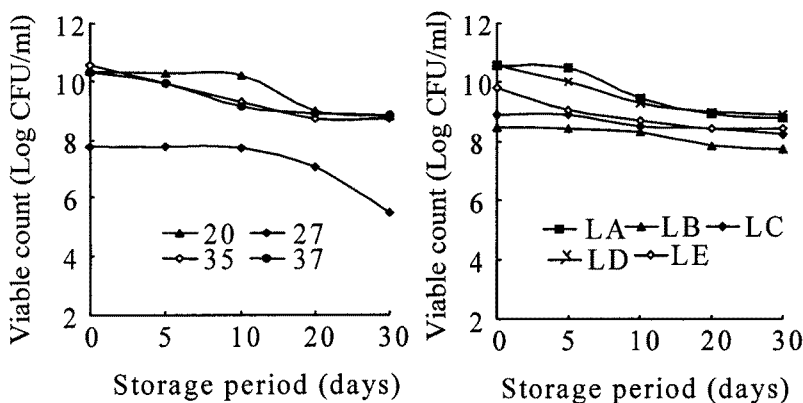 Viable count (Log CFU/ml)
12
10
8
6
4
2
20 27
35 37
0 5 10 20 30
Storage period (days)
Viable count (Log CFU/ml)
12
10
8
6
4
2
LA LB LC
LD LE
0 5 10 20 30
Storage period (days)